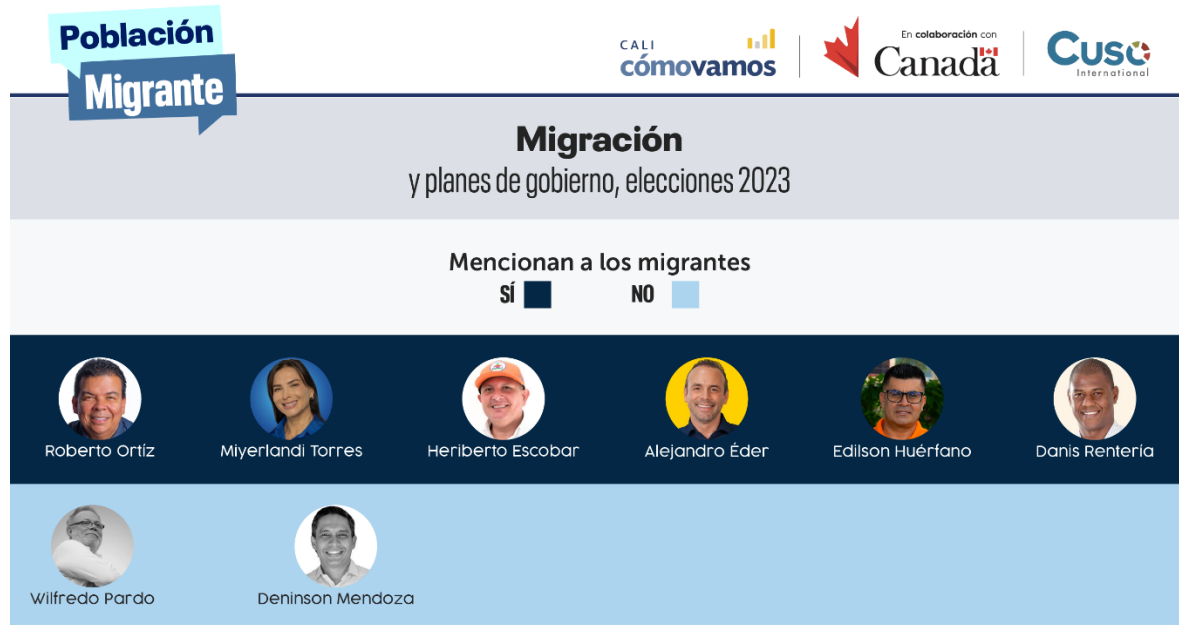 Población
Migrante
CALI
cómovamos
En colaboración con
Canada
Cuso
International
Migración
y planes de gobierno, elecciones 2023
Mencionan a los migrantes
SÍ NO
Roberto Ortíz Miyerlandi Torres Heriberto Escobar Alejandro Éder Edilson Huérfano Danis Rentería
Wilfredo Pardo Deninson Mendoza